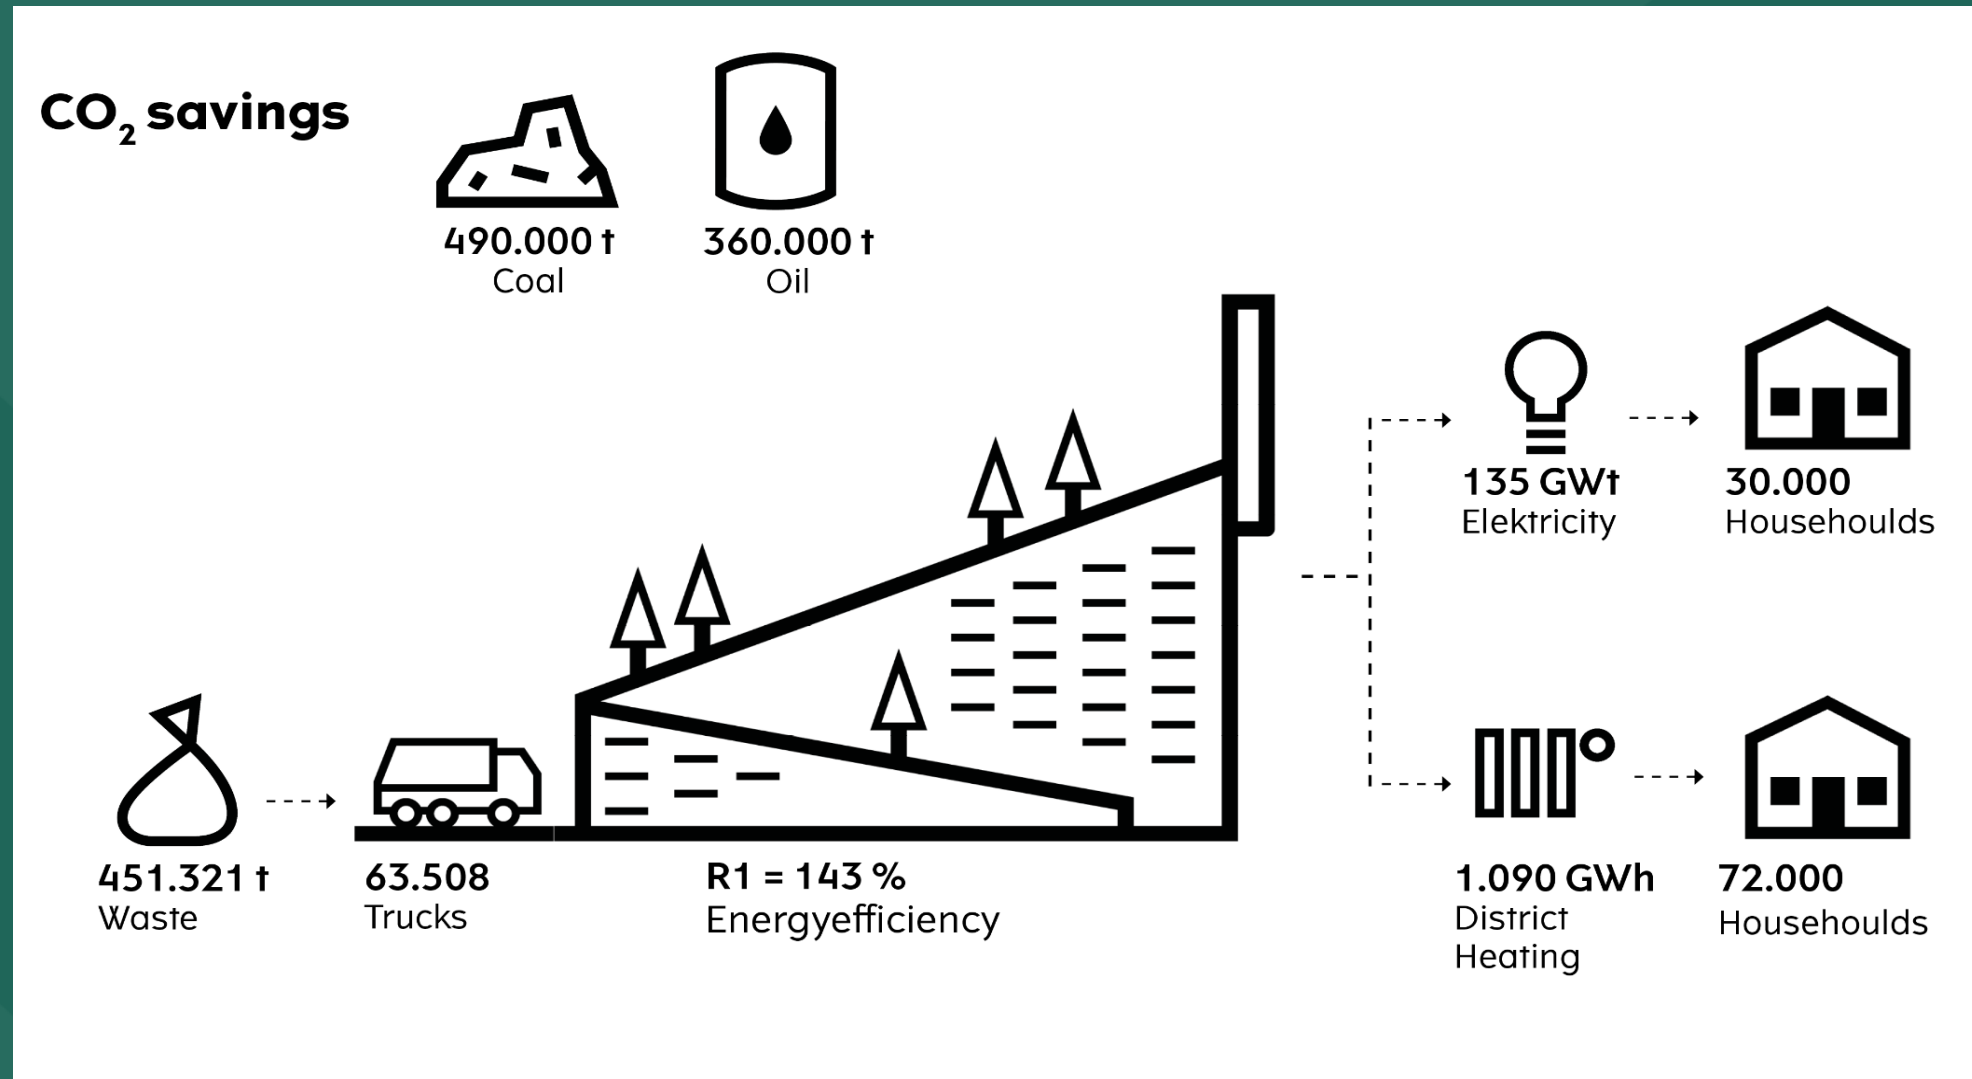 CO₂ savings
490.000 t
Coal
360.000 t
Oil
135 GWt
Elektricity
30.000
Househoulds
451.321 t
Waste
63.508
Trucks
R1 = 143 %
Energyefficiency
1.090 GWh
District
Heating
72.000
Househoulds